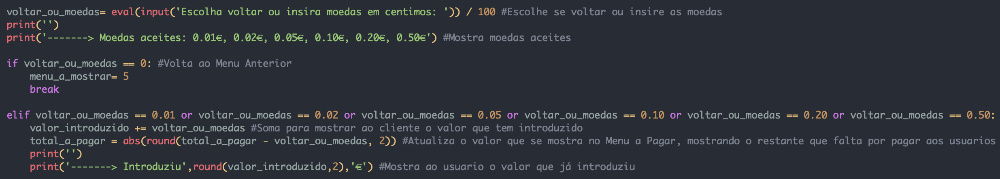 voltar_ou_moedas= eval(input('Escolha voltar ou insira moedas em centimos: ')) / 100 #Escolhe se voltar ou insire as moedas
print('')
print('-------> Moedas aceites: 0.01€, 0.02€, 0.05€, 0.10€, 0.20€, 0.50€') #Mostra moedas aceites
if voltar_ou_moedas == 0: #Volta ao Menu Anterior
    menu_a_mostrar= 5
    break
elif voltar_ou_moedas == 0.01 or voltar_ou_moedas == 0.02 or voltar_ou_moedas == 0.05 or voltar_ou_moedas == 0.10 or voltar_ou_moedas == 0.20 or voltar_ou_moedas == 0.50:
    valor_introduzido += voltar_ou_moedas #Soma para mostrar ao cliente o valor que tem introduzido
    total_a_pagar = abs(round(total_a_pagar - voltar_ou_moedas, 2)) #Atualiza o valor que se mostra no Menu a Pagar, mostrando o restante que falta por pagar aos usuarios
    print('')
    print('-------> Introduziu',round(valor_introduzido,2),'€') #Mostra ao usuario o valor que já introduziu